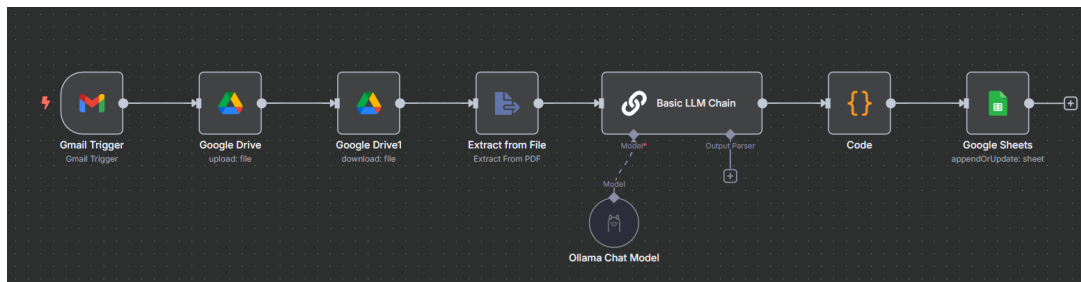 Basic LLM Chain
Gmail Trigger
Gmail Trigger
Google Drive
upload: file
Google Drive1
download: file
Extract from File
Extract From PDF
Model*
Output Parser
Code
Google Sheets
appendOrUpdate: sheet
Model
Ollama Chat Model